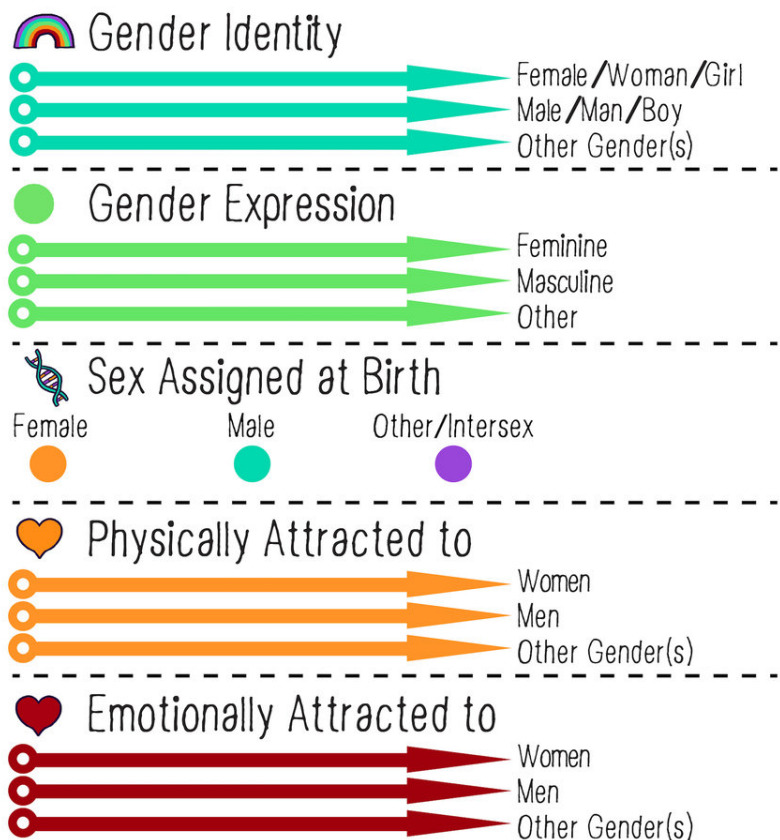 Gender Identity
Female/Woman/Girl
Male/Man/Boy
Other Gender(s)
Gender Expression
Feminine
Masculine
Other
Sex Assigned at Birth
Female Male Other/Intersex
Physically Attracted to
Women
Men
Other Gender(s)
Emotionally Attracted to
Women
Men
Other Gender(s)